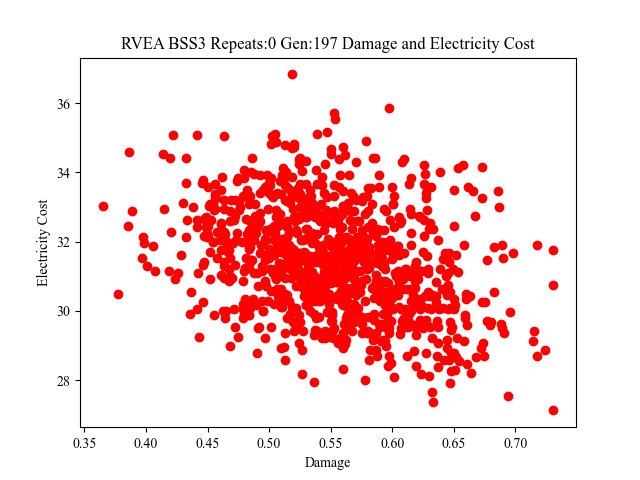 RVEA BSS3 Repeats:0 Gen:197 Damage and Electricity Cost
36
34
32
30
28
Electricity Cost
0.35 0.40 0.45 0.50 0.55 0.60 0.65 0.70
Damage